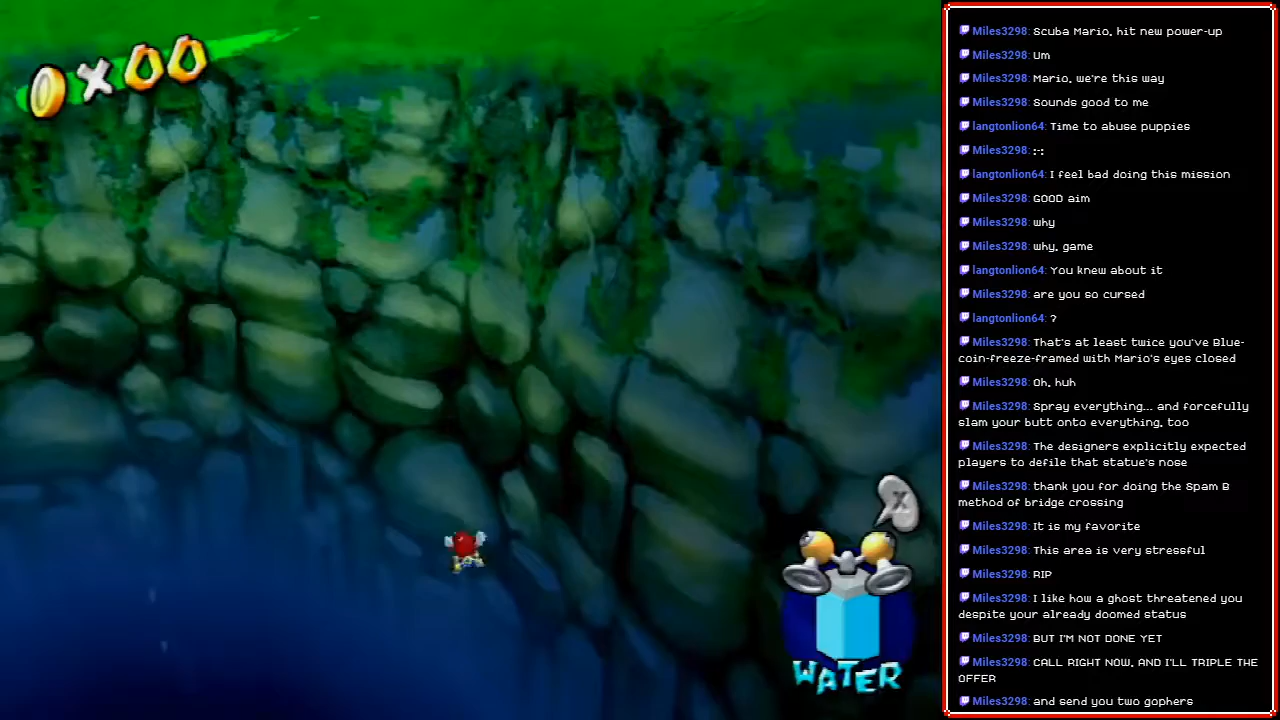 0 × 00
X
WATER
Miles3298: Scuba Mario, hit new power-up
Miles3298: Um
Miles3298: Mario, we're this way
Miles3298: Sounds good to me
langtonlion64: Time to abuse puppies
Miles3298: ;-;
langtonlion64: I feel bad doing this mission
Miles3298: GOOD aim
Miles3298: why
Miles3298: why, game
langtonlion64: You knew about it
Miles3298: are you so cursed
langtonlion64: ?
Miles3298: That's at least twice you've Blue-
coin-freeze-framed with Mario's eyes closed
Miles3298: Oh, huh
Miles3298: Spray everything... and forcefully
slam your butt onto everything, too
Miles3298: The designers explicitly expected
players to defile that statue's nose
Miles3298: thank you for doing the Spam B
method of bridge crossing
Miles3298: It is my favorite
Miles3298: This area is very stressful
Miles3298: RIP
Miles3298: I like how a ghost threatened you
despite your already doomed status
Miles3298: BUT I'M NOT DONE YET
Miles3298: CALL RIGHT NOW, AND I'LL TRIPLE THE
OFFER
Miles3298: and send you two gophers